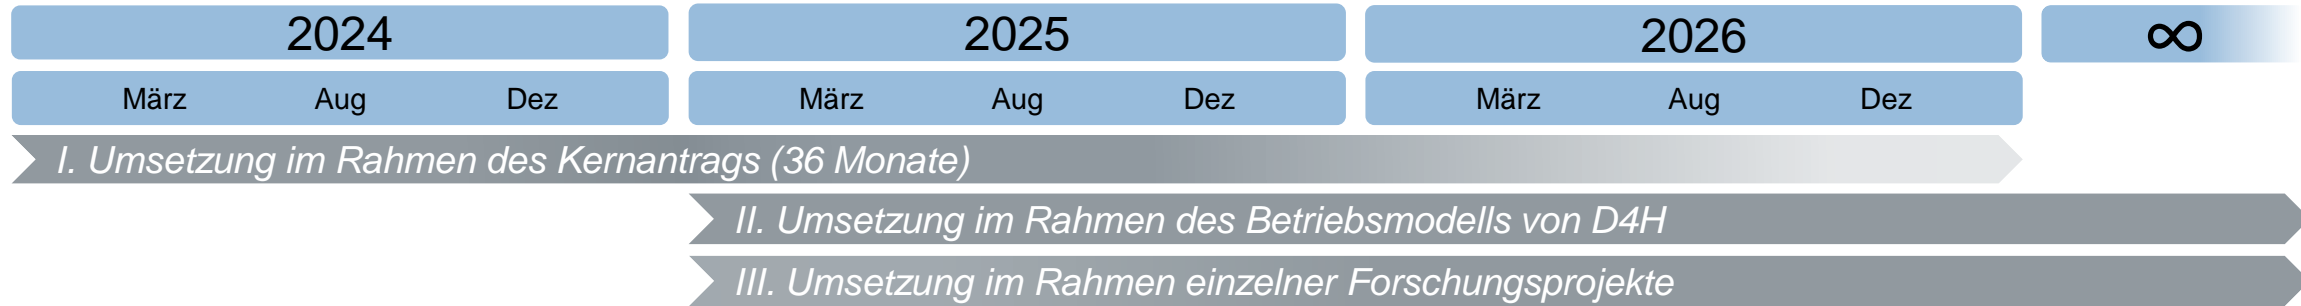 2024 2025 2026 ∞
März Aug Dez März Aug Dez März Aug Dez
I. Umsetzung im Rahmen des Kernantrags (36 Monate)
II. Umsetzung im Rahmen des Betriebsmodells von D4H
III. Umsetzung im Rahmen einzelner Forschungsprojekte